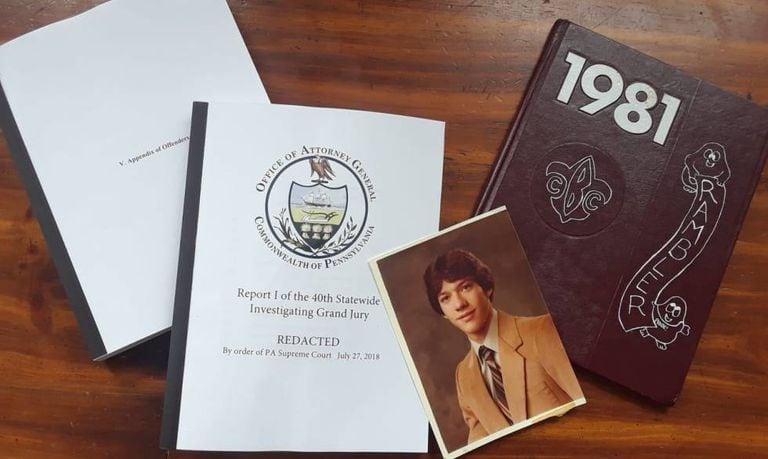 V. Appendix of Offenders
OFFICE OF ATTORNEY GENERAL
COMMONWEALTH OF PENNSYLVANIA
Report I of the 40th Statewide
Investigating Grand Jury
REDACTED
By order of PA Supreme Court July 27, 2018
1981
RAMBLER